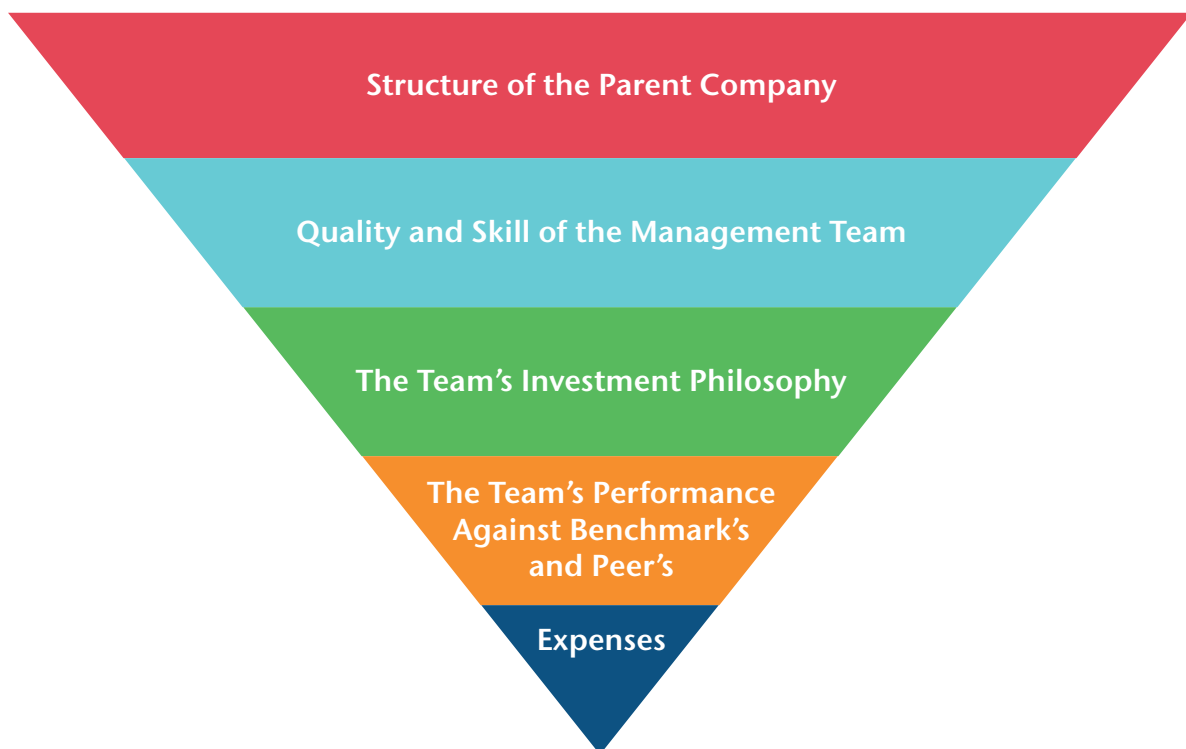 Structure of the Parent Company
Quality and Skill of the Management Team
The Team’s Investment Philosophy
The Team’s Performance
Against Benchmark’s
and Peer’s
Expenses